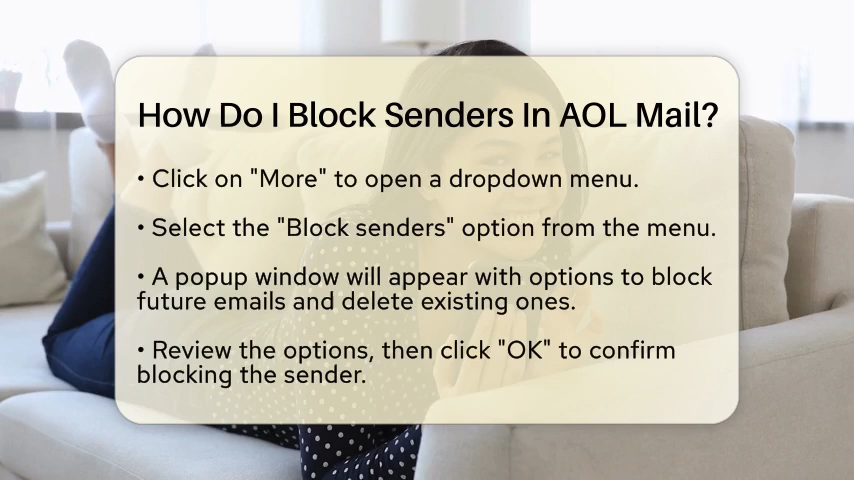 How Do I Block Senders In AOL Mail?
• Click on "More" to open a dropdown menu.
• Select the "Block senders" option from the menu.
• A popup window will appear with options to block
future emails and delete existing ones.
• Review the options, then click "OK" to confirm
blocking the sender.